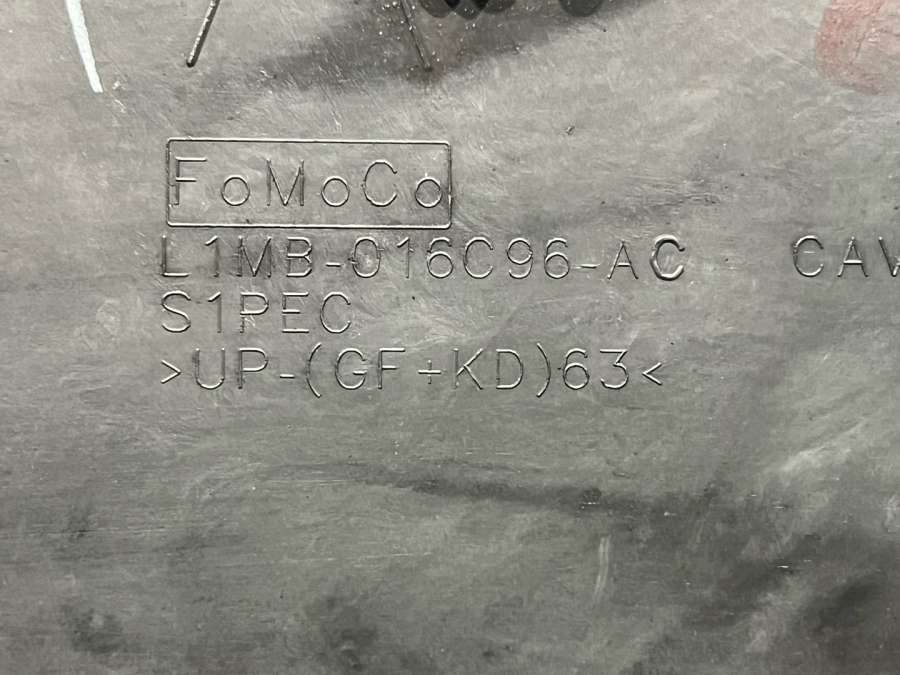 FoMoCo
L1MB-016C96-AC CAV
S1PEC
>UP-(GF+KD)63<